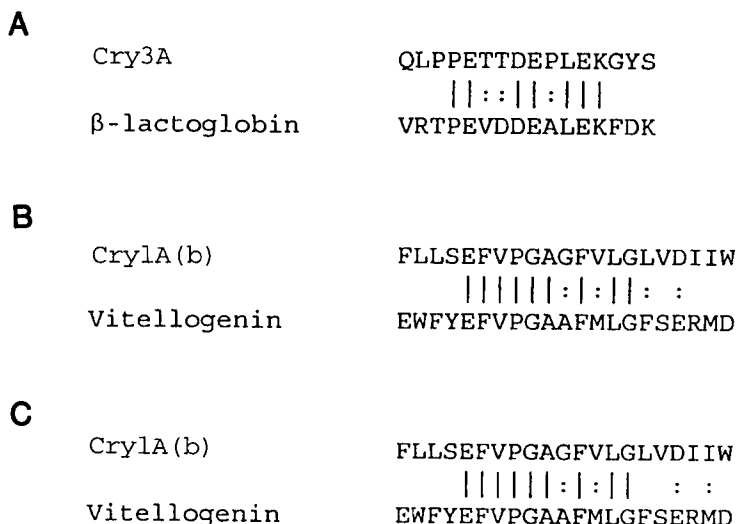 A
Cry3A QLPPETTDEPLEKGYS
||::||:|||
β-lactoglobin VRTPEVDDEALEKFDK
B
Cry1A(b) FLLSEFVPGAGFVLGLVDIIW
||||||:|:||: :
Vitellogenin EWFYEFVPGAAFMLGFSERMD
C
Cry1A(b) FLLSEFVPGAGFVLGLVDIIW
||||||:|:||  : :
Vitellogenin EWFYEFVPGAAFMLGFSERMD